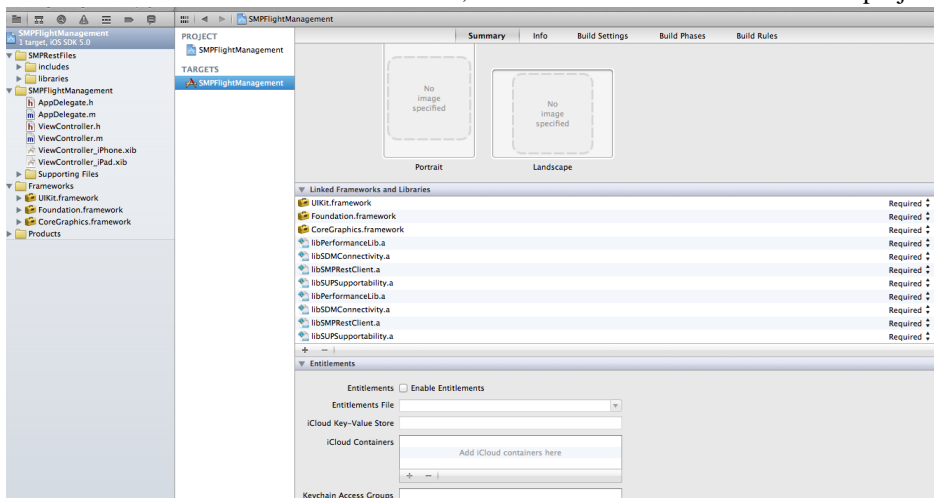 SMPFlightManagement
SMPFlightManagement
1 target, iOS SDK 5.0
SMPRestFiles
includes
libraries
SMPFlightManagement
AppDelegate.h
AppDelegate.m
ViewController.h
ViewController.m
ViewController_iPhone.xib
ViewController_iPad.xib
Supporting Files
Frameworks
UIKit.framework
Foundation.framework
CoreGraphics.framework
Products
PROJECT
SMPFlightManagement
TARGETS
SMPFlightManagement
Summary Info Build Settings Build Phases Build Rules
No
image
specified
No
image
specified
Portrait Landscape
Linked Frameworks and Libraries
UIKit.framework Required
Foundation.framework Required
CoreGraphics.framework Required
libPerformanceLib.a Required
libSDMConnectivity.a Required
libSMPRestClient.a Required
libSUPSupportability.a Required
libPerformanceLib.a Required
libSDMConnectivity.a Required
libSMPRestClient.a Required
libSUPSupportability.a Required
Entitlements
Entitlements Enable Entitlements
Entitlements File
iCloud Key-Value Store
iCloud Containers
Add iCloud containers here
Keychain Access Groups